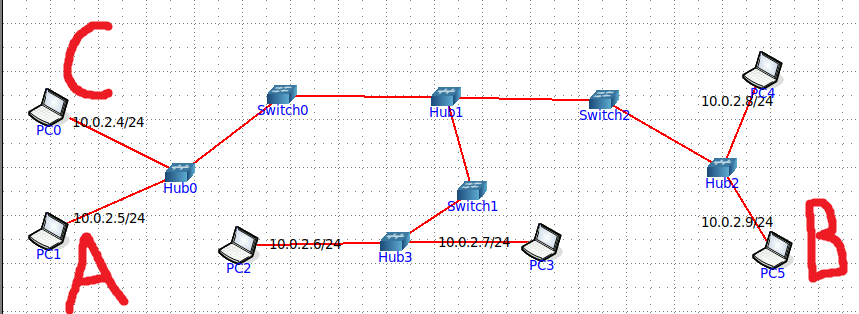 C
PC4
10.0.2.8/24
Switch0
Hub1
Switch2
PC0
10.0.2.4/24
Hub0
Hub2
Switch1
10.0.2.5/24
10.0.2.9/24
PC1
A
PC2
10.0.2.6/24
Hub3
10.0.2.7/24
PC3
PC5
B